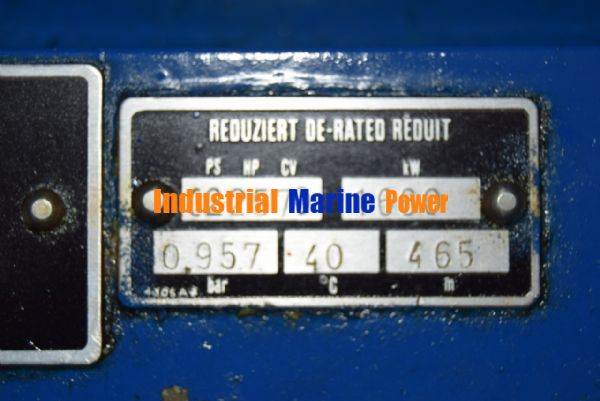 REDUZIERT DE-RATED RÉDUIT
PS HP CV kW
Industrial Marine Power
0.957 40 465
bar °C m